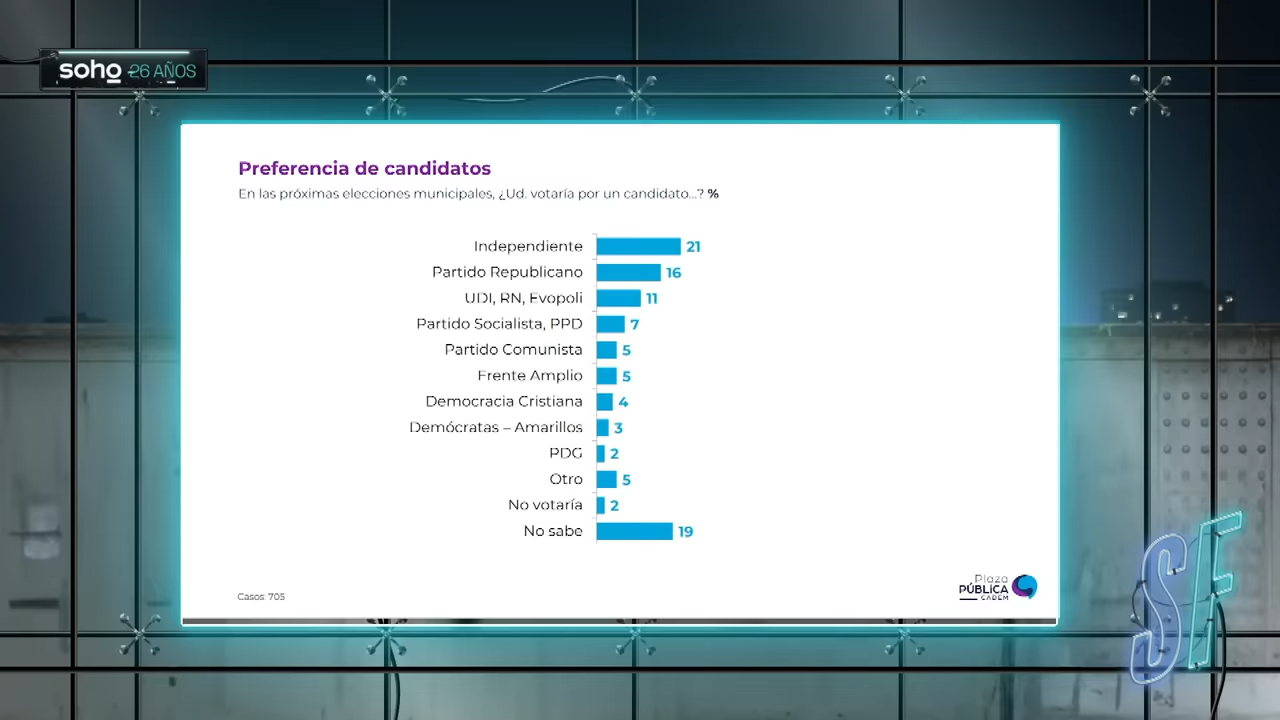 soho 26 AÑOS
Preferencia de candidatos
En las próximas elecciones municipales, ¿Ud. votaría por un candidato...? %
Independiente 21
Partido Republicano 16
UDI, RN, Evopoli 11
Partido Socialista, PPD 7
Partido Comunista 5
Frente Amplio 5
Democracia Cristiana 4
Demócratas – Amarillos 3
PDG 2
Otro 5
No votaría 2
No sabe 19
Casos: 705
Plaza
PÚBLICA
CADEM
SF